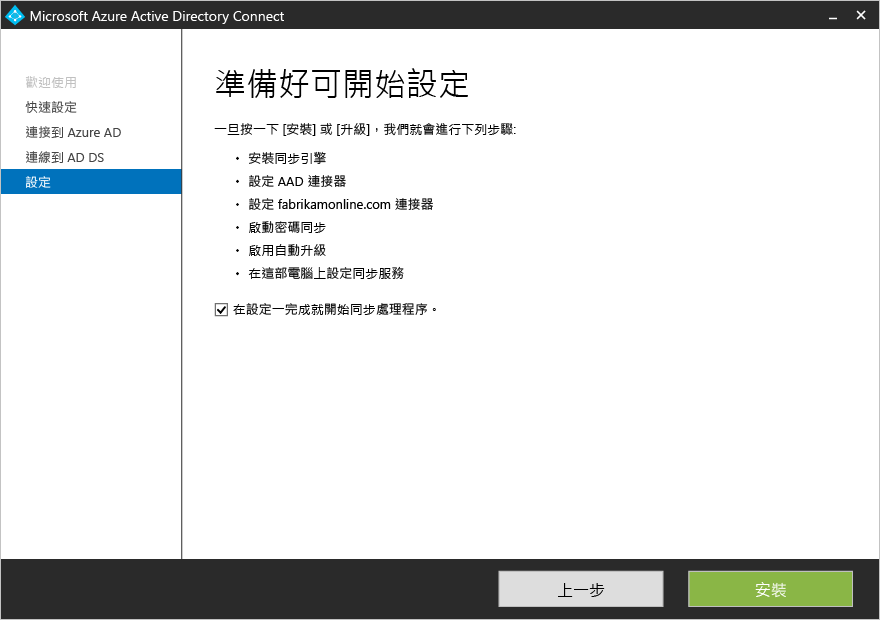 Microsoft Azure Active Directory Connect
歡迎使用
快速設定
連接到 Azure AD
連線到 AD DS
設定
準備好可開始設定
一旦按一下 [安裝] 或 [升級]，我們就會進行下列步驟:
• 安裝同步引擎
• 設定 AAD 連接器
• 設定 fabrikamonline.com 連接器
• 啟動密碼同步
• 啟用自動升級
• 在這部電腦上設定同步服務
在設定一完成就開始同步處理程序。
上一步
安裝